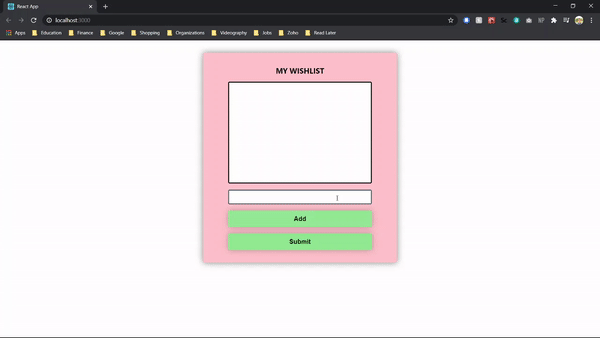 React App
localhost:3000
Apps Education Finance Google Shopping Organizations Videography Jobs Zoho Read Later
MY WISHLIST
Add
Submit